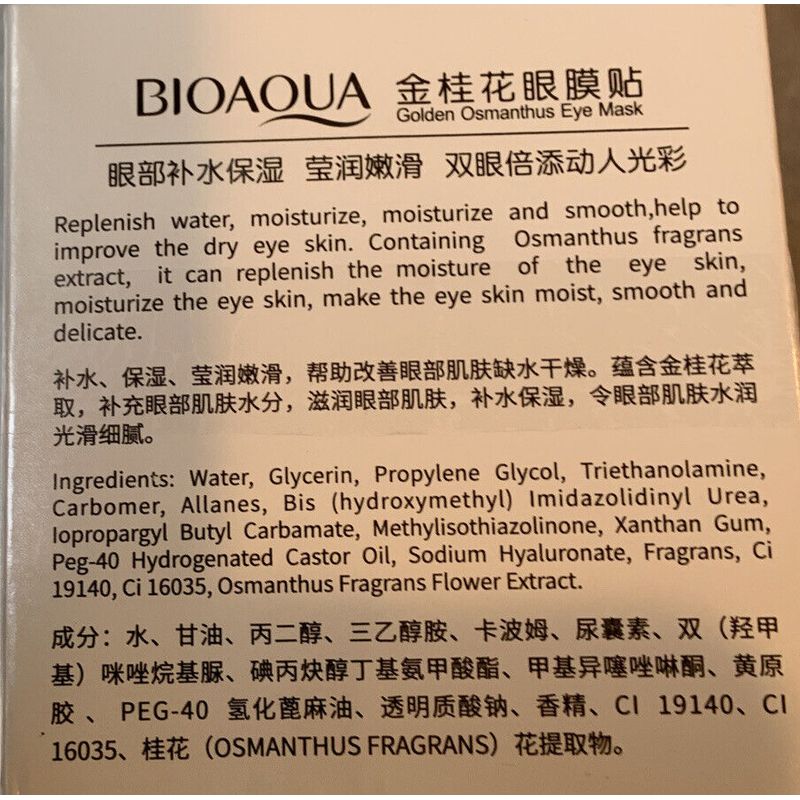 BIOAQUA 金桂花眼膜贴
Golden Osmanthus Eye Mask
眼部补水保湿 莹润嫩滑 双眼倍添动人光彩
Replenish water, moisturize, moisturize and smooth,help to
improve the dry eye skin. Containing Osmanthus fragrans
extract, it can replenish the moisture of the eye skin,
moisturize the eye skin, make the eye skin moist, smooth and
delicate.
补水、保湿、莹润嫩滑，帮助改善眼部肌肤缺水干燥。蕴含金桂花萃
取，补充眼部肌肤水分，滋润眼部肌肤，补水保湿，令眼部肌肤水润
光滑细腻。
Ingredients: Water, Glycerin, Propylene Glycol, Triethanolamine,
Carbomer, Allanes, Bis (hydroxymethyl) Imidazolidinyl Urea,
Iopropargyl Butyl Carbamate, Methylisothiazolinone, Xanthan Gum,
Peg-40 Hydrogenated Castor Oil, Sodium Hyaluronate, Fragrans, Ci
19140, Ci 16035, Osmanthus Fragrans Flower Extract.
成分：水、甘油、丙二醇、三乙醇胺、卡波姆、尿囊素、双（羟甲
基）咪唑烷基脲、碘丙炔醇丁基氨甲酸酯、甲基异噻唑啉酮、黄原
胶、PEG-40 氢化蓖麻油、透明质酸钠、香精、CI 19140、CI
16035、桂花（OSMANTHUS FRAGRANS）花提取物。